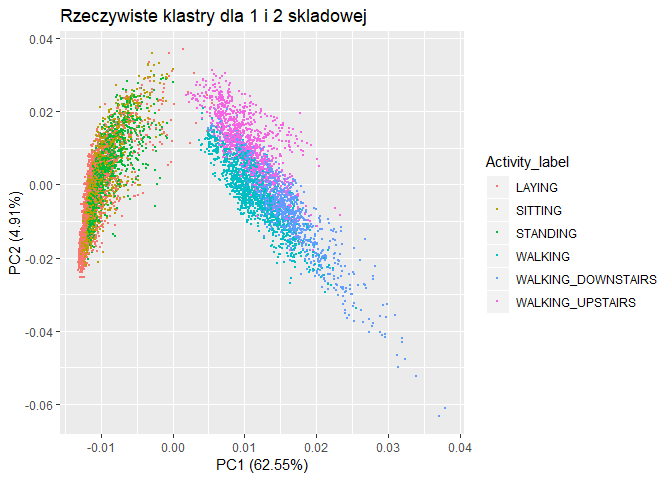 Rzeczywiste klastry dla 1 i 2 skladowej
0.04
0.02
0.00
-0.02
-0.04
-0.06
PC2 (4.91%)
-0.01
0.00
0.01
0.02
0.03
0.04
PC1 (62.55%)
Activity_label
LAYING
SITTING
STANDING
WALKING
WALKING_DOWNSTAIRS
WALKING_UPSTAIRS